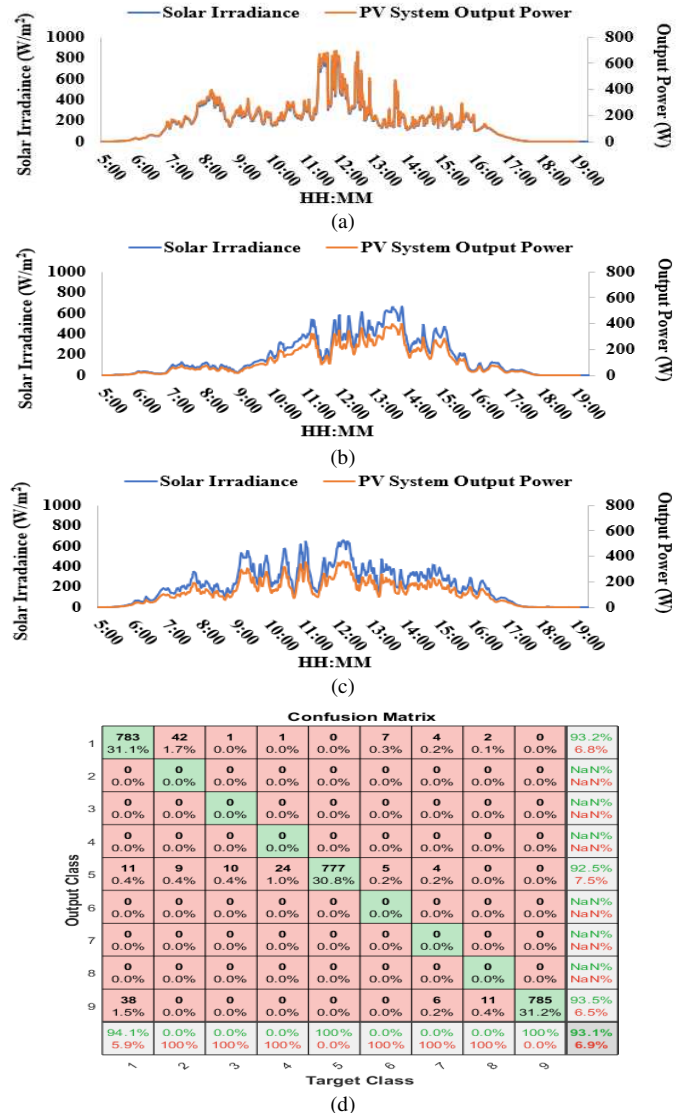 Solar Irradiance PV System Output Power
Solar Irradaince (W/m²)
1000
800
600
400
200
0
800
600
400
200
0
Output Power (W)
5:00 6:00 7:00 8:00 9:00 10:00 11:00 12:00 13:00 14:00 15:00 16:00 17:00 18:00 19:00
HH:MM
(a)
Solar Irradiance PV System Output Power
Solar Irradaince (W/m²)
1000
800
600
400
200
0
800
600
400
200
0
Output Power (W)
5:00 6:00 7:00 8:00 9:00 10:00 11:00 12:00 13:00 14:00 15:00 16:00 17:00 18:00 19:00
HH:MM
(b)
Solar Irradiance PV System Output Power
Solar Irradaince (W/m²)
1000
800
600
400
200
0
800
600
400
200
0
Output Power (W)
5:00 6:00 7:00 8:00 9:00 10:00 11:00 12:00 13:00 14:00 15:00 16:00 17:00 18:00 19:00
HH:MM
(c)
Confusion Matrix
Output Class
1 783 42 1 1 0 7 4 2 0 93.2%
31.1% 1.7% 0.0% 0.0% 0.0% 0.3% 0.2% 0.1% 0.0% 6.8%
2 0 0 0 0 0 0 0 0 0 NaN%
0.0% 0.0% 0.0% 0.0% 0.0% 0.0% 0.0% 0.0% 0.0% NaN%
3 0 0 0 0 0 0 0 0 0 NaN%
0.0% 0.0% 0.0% 0.0% 0.0% 0.0% 0.0% 0.0% 0.0% NaN%
4 0 0 0 0 0 0 0 0 0 NaN%
0.0% 0.0% 0.0% 0.0% 0.0% 0.0% 0.0% 0.0% 0.0% NaN%
5 11 9 10 24 777 5 4 0 0 92.5%
0.4% 0.4% 0.4% 1.0% 30.8% 0.2% 0.2% 0.0% 0.0% 7.5%
6 0 0 0 0 0 0 0 0 0 NaN%
0.0% 0.0% 0.0% 0.0% 0.0% 0.0% 0.0% 0.0% 0.0% NaN%
7 0 0 0 0 0 0 0 0 0 NaN%
0.0% 0.0% 0.0% 0.0% 0.0% 0.0% 0.0% 0.0% 0.0% NaN%
8 0 0 0 0 0 0 0 0 0 NaN%
0.0% 0.0% 0.0% 0.0% 0.0% 0.0% 0.0% 0.0% 0.0% NaN%
9 38 0 0 0 0 0 6 11 785 93.5%
1.5% 0.0% 0.0% 0.0% 0.0% 0.0% 0.2% 0.4% 31.2% 6.5%
94.1% 0.0% 0.0% 0.0% 100% 0.0% 0.0% 0.0% 100% 93.1%
5.9% 100% 100% 100% 0.0% 100% 100% 100% 0.0% 6.9%
1 2 3 4 5 6 7 8 9
Target Class
(d)